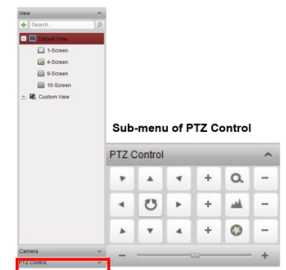 View
Search...
Default View
1-Screen
4-Screen
9-Screen
16-Screen
Custom View
Sub-menu of PTZ Control
PTZ Control
Camera
PTZ Control